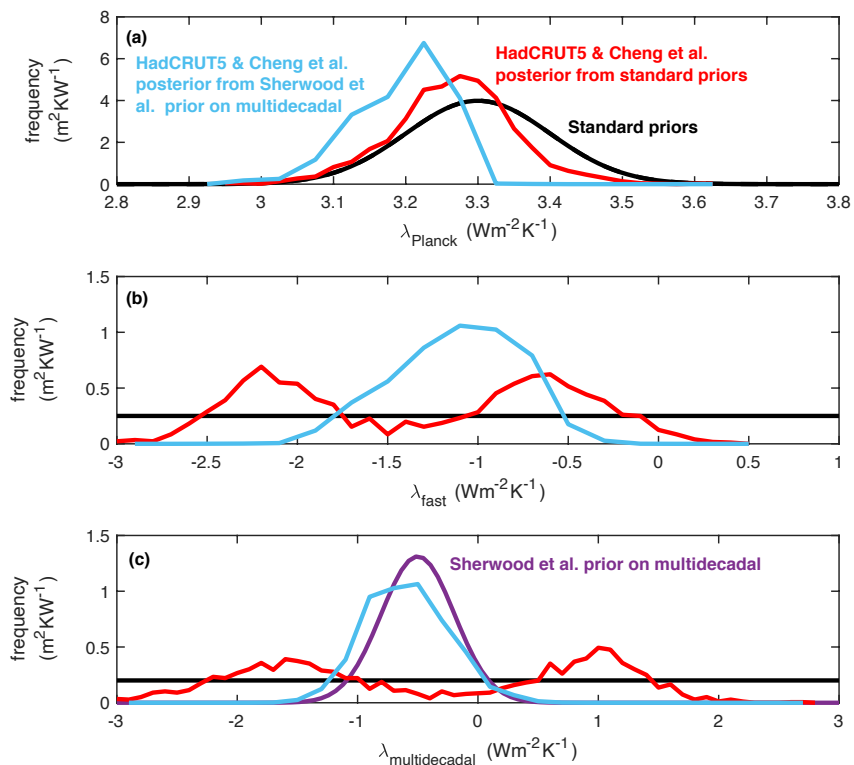 (a)
HadCRUT5 & Cheng et al.
posterior from Sherwood et
al. prior on multidecadal
HadCRUT5 & Cheng et al.
posterior from standard priors
Standard priors
frequency
(m²KW⁻¹)
8
6
4
2
0
2.8 2.9 3 3.1 3.2 3.3 3.4 3.5 3.6 3.7 3.8
λPlanck (Wm⁻²K⁻¹)
(b)
frequency
(m²KW⁻¹)
1.5
1
0.5
0
-3 -2.5 -2 -1.5 -1 -0.5 0 0.5 1
λfast (Wm⁻²K⁻¹)
(c)
Sherwood et al. prior on multidecadal
frequency
(m²KW⁻¹)
1.5
1
0.5
0
-3 -2 -1 0 1 2 3
λmultidecadal (Wm⁻²K⁻¹)